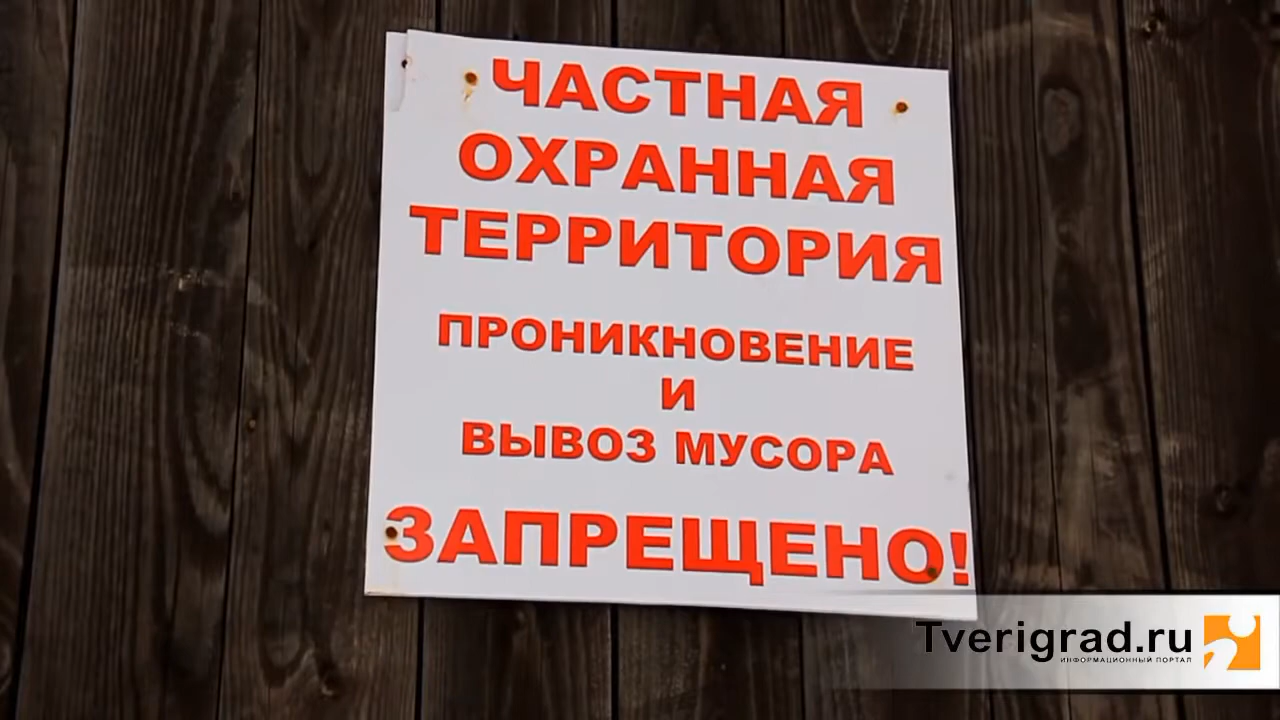 ЧАСТНАЯ
ОХРАННАЯ
ТЕРРИТОРИЯ
ПРОНИКНОВЕНИЕ
И
ВЫВОЗ МУСОРА
ЗАПРЕЩЕНО!
Tverigrad.ru
ИНФОРМАЦИОННЫЙ ПОРТАЛ